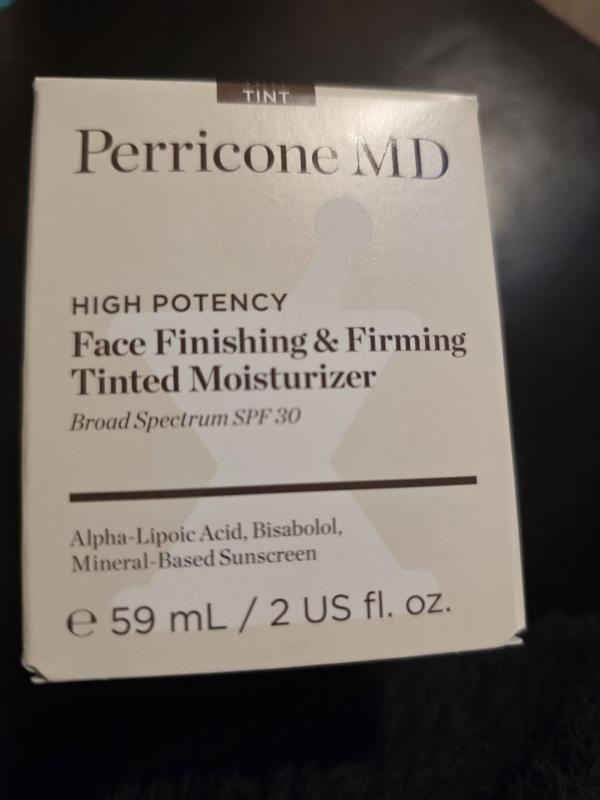 TINT
Perricone MD
HIGH POTENCY
Face Finishing & Firming
Tinted Moisturizer
Broad Spectrum SPF 30
Alpha-Lipoic Acid, Bisabolol,
Mineral-Based Sunscreen
℮ 59 mL / 2 US fl. oz.